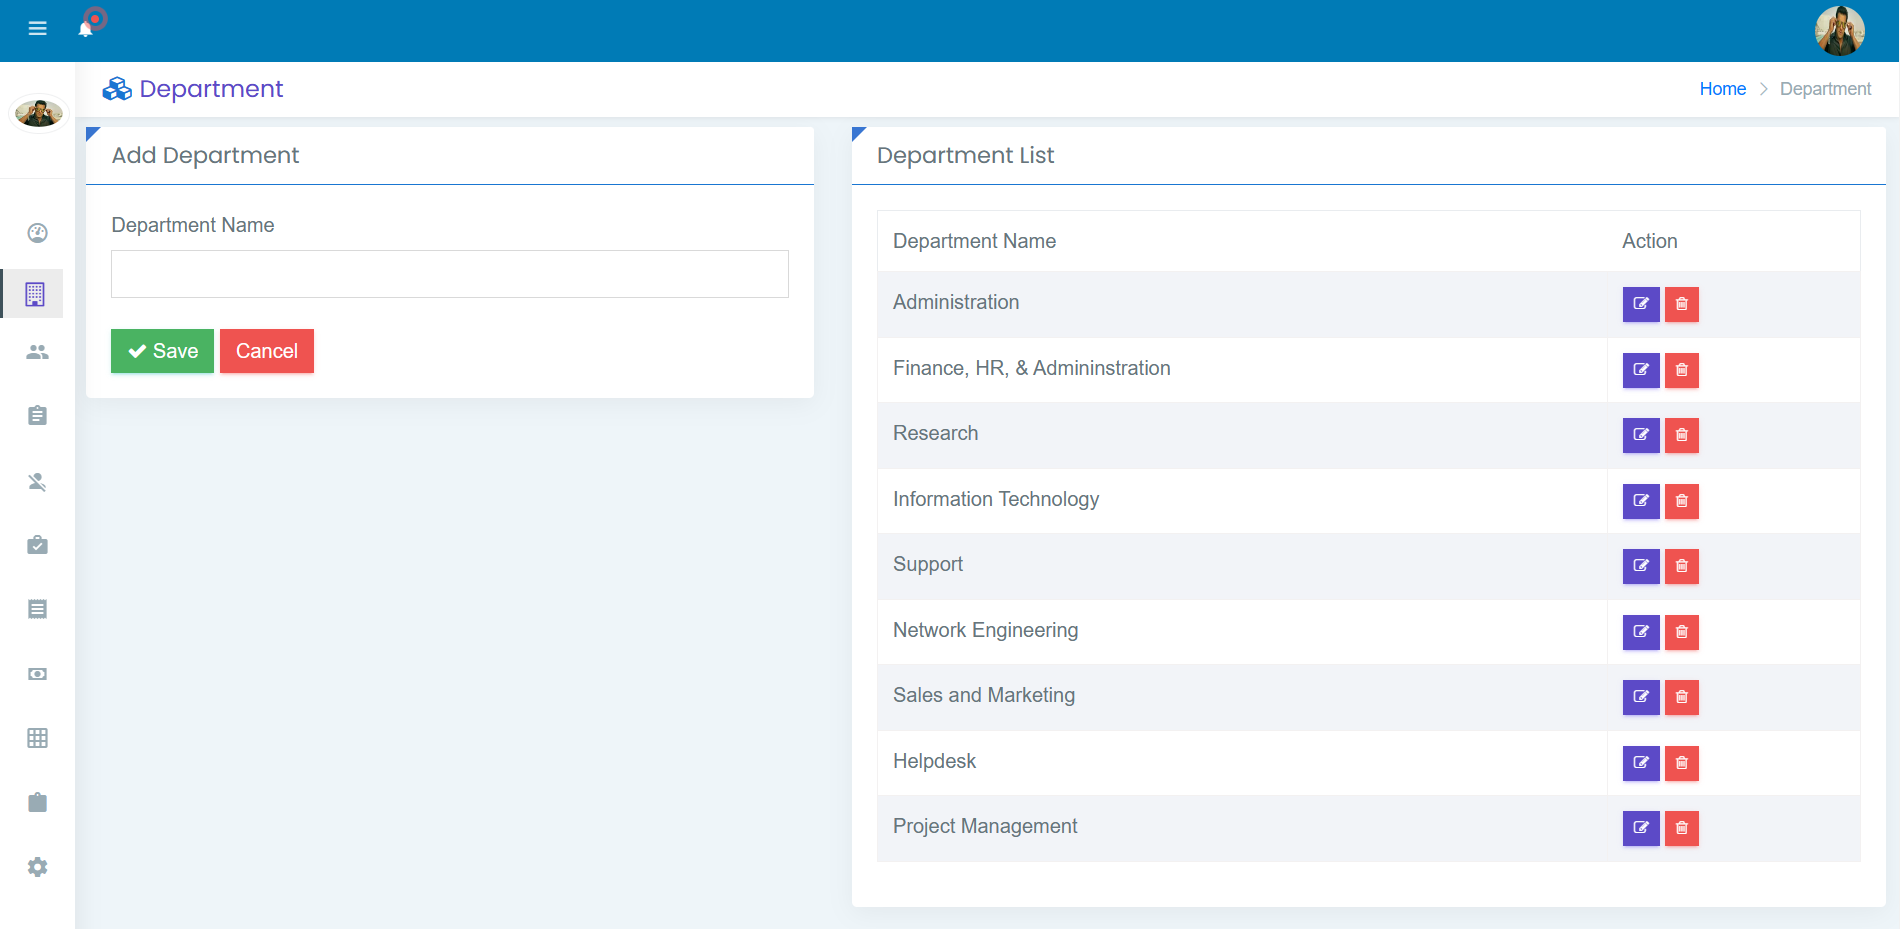 Department
Home
Department
Add Department
Department Name
Save
Cancel
Department List
Department Name
Action
Administration
Finance, HR, & Admininstration
Research
Information Technology
Support
Network Engineering
Sales and Marketing
Helpdesk
Project Management